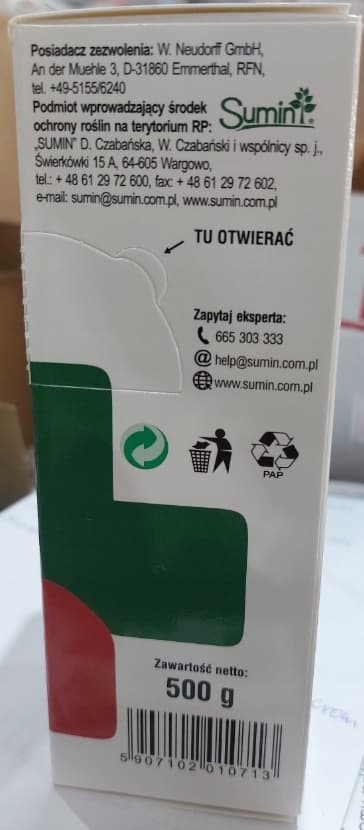 Posiadacz zezwolenia: W. Neudorff GmbH,
An der Muehle 3, D-31860 Emmerthal, RFN,
tel. +49-5155/6240
Podmiot wprowadzający środek
ochrony roślin na terytorium RP:
Sumin®
„SUMIN" D. Czabańska, W. Czabański i wspólnicy sp. j.,
Świerkówki 15 A, 64-605 Wargowo,
tel.: + 48 61 29 72 600, fax: + 48 61 29 72 602,
e-mail: sumin@sumin.com.pl, www.sumin.com.pl
TU OTWIERAĆ
Zapytaj eksperta:
665 303 333
@ help@sumin.com.pl
www.sumin.com.pl
PAP
Zawartość netto:
500 g
5 907102 010713